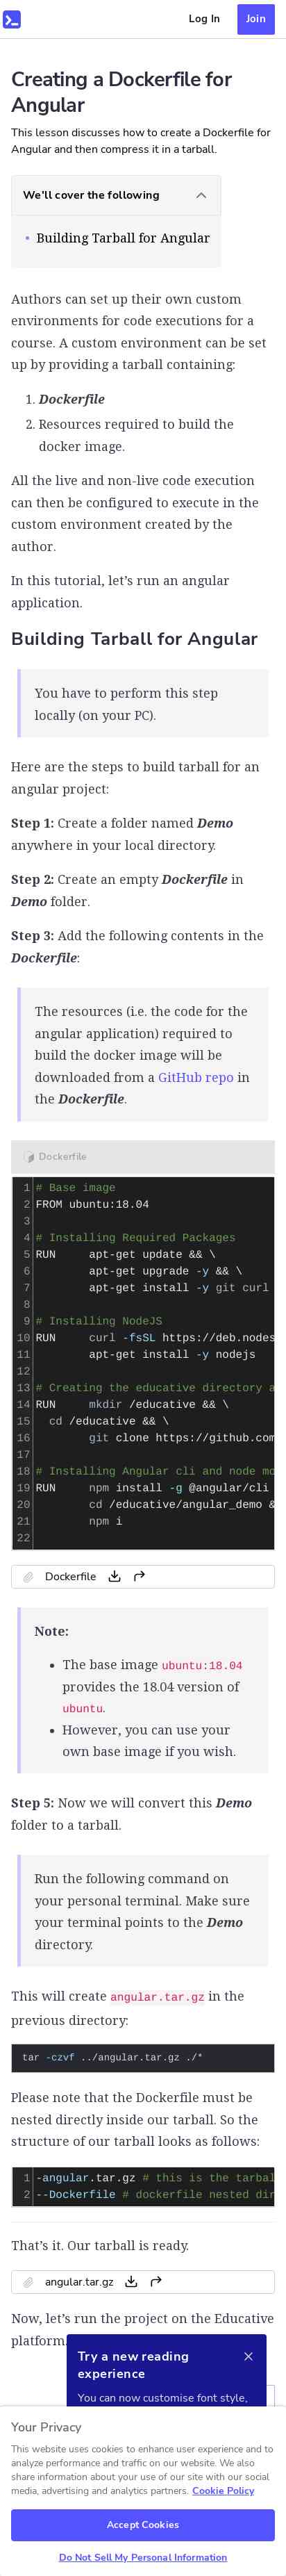 Log In
Join
Creating a Dockerfile for
Angular
This lesson discusses how to create a Dockerfile for
Angular and then compress it in a tarball.
We'll cover the following
• Building Tarball for Angular
Authors can set up their own custom
environments for code executions for a
course. A custom environment can be set
up by providing a tarball containing:
1. Dockerfile
2. Resources required to build the
docker image.
All the live and non-live code execution
can then be configured to execute in the
custom environment created by the
author.
In this tutorial, let's run an angular
application.
Building Tarball for Angular
You have to perform this step
locally (on your PC).
Here are the steps to build tarball for an
angular project:
Step 1: Create a folder named Demo
anywhere in your local directory.
Step 2: Create an empty Dockerfile in
Demo folder.
Step 3: Add the following contents in the
Dockerfile:
The resources (i.e. the code for the
angular application) required to
build the docker image will be
downloaded from a GitHub repo in
the Dockerfile.
Dockerfile
1 # Base image
2 FROM ubuntu:18.04
3
4 # Installing Required Packages
5 RUN     apt-get update && \
6         apt-get upgrade -y && \
7         apt-get install -y git curl
8
9 # Installing NodeJS
10 RUN     curl -fsSL https://deb.nodes
11         apt-get install -y nodejs
12
13 # Creating the educative directory a
14 RUN     mkdir /educative && \
15   cd /educative && \
16         git clone https://github.com
17
18 # Installing Angular cli and node mo
19 RUN     npm install -g @angular/cli
20         cd /educative/angular_demo &
21         npm i
22
Dockerfile
Note:
• The base image ubuntu:18.04
provides the 18.04 version of
ubuntu.
• However, you can use your
own base image if you wish.
Step 5: Now we will convert this Demo
folder to a tarball.
Run the following command on
your personal terminal. Make sure
your terminal points to the Demo
directory.
This will create angular.tar.gz in the
previous directory:
tar -czvf ../angular.tar.gz ./*
Please note that the Dockerfile must be
nested directly inside our tarball. So the
structure of our tarball looks as follows:
1 -angular.tar.gz # this is the tarbal
2 --Dockerfile # dockerfile nested dir
That's it. Our tarball is ready.
angular.tar.gz
Now, let's run the project on the Educative
platform.
Try a new reading
experience
You can now customise font style,
Your Privacy
This website uses cookies to enhance user experience and to
analyze performance and traffic on our website. We also
share information about your use of our site with our social
media, advertising and analytics partners. Cookie Policy
Accept Cookies
Do Not Sell My Personal Information